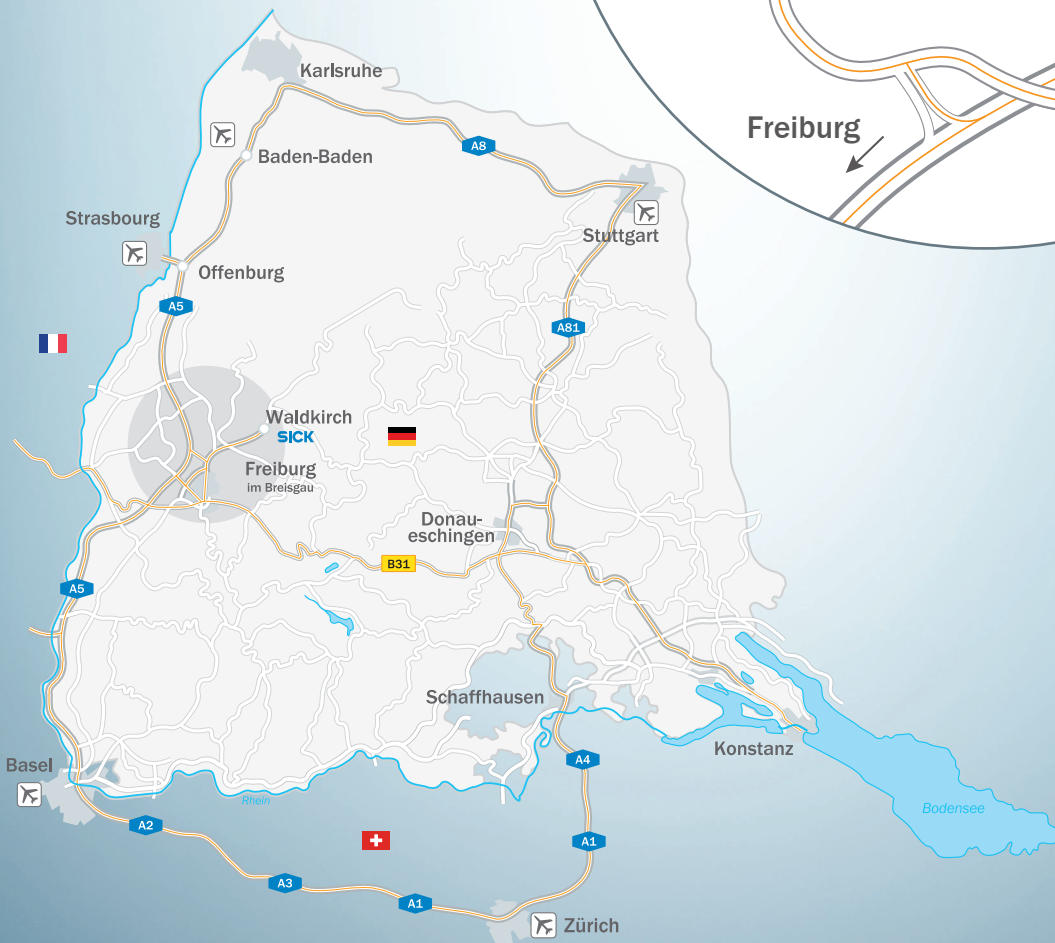 Karlsruhe
Freiburg
A8
Baden-Baden
Strasbourg
Stuttgart
Offenburg
A5
A81
Waldkirch
SICK
Freiburg
im Breisgau
Donau-
eschingen
B31
A5
Schaffhausen
Konstanz
Basel
A4
Rhein
Bodensee
A2
A1
A3
A1
Zürich